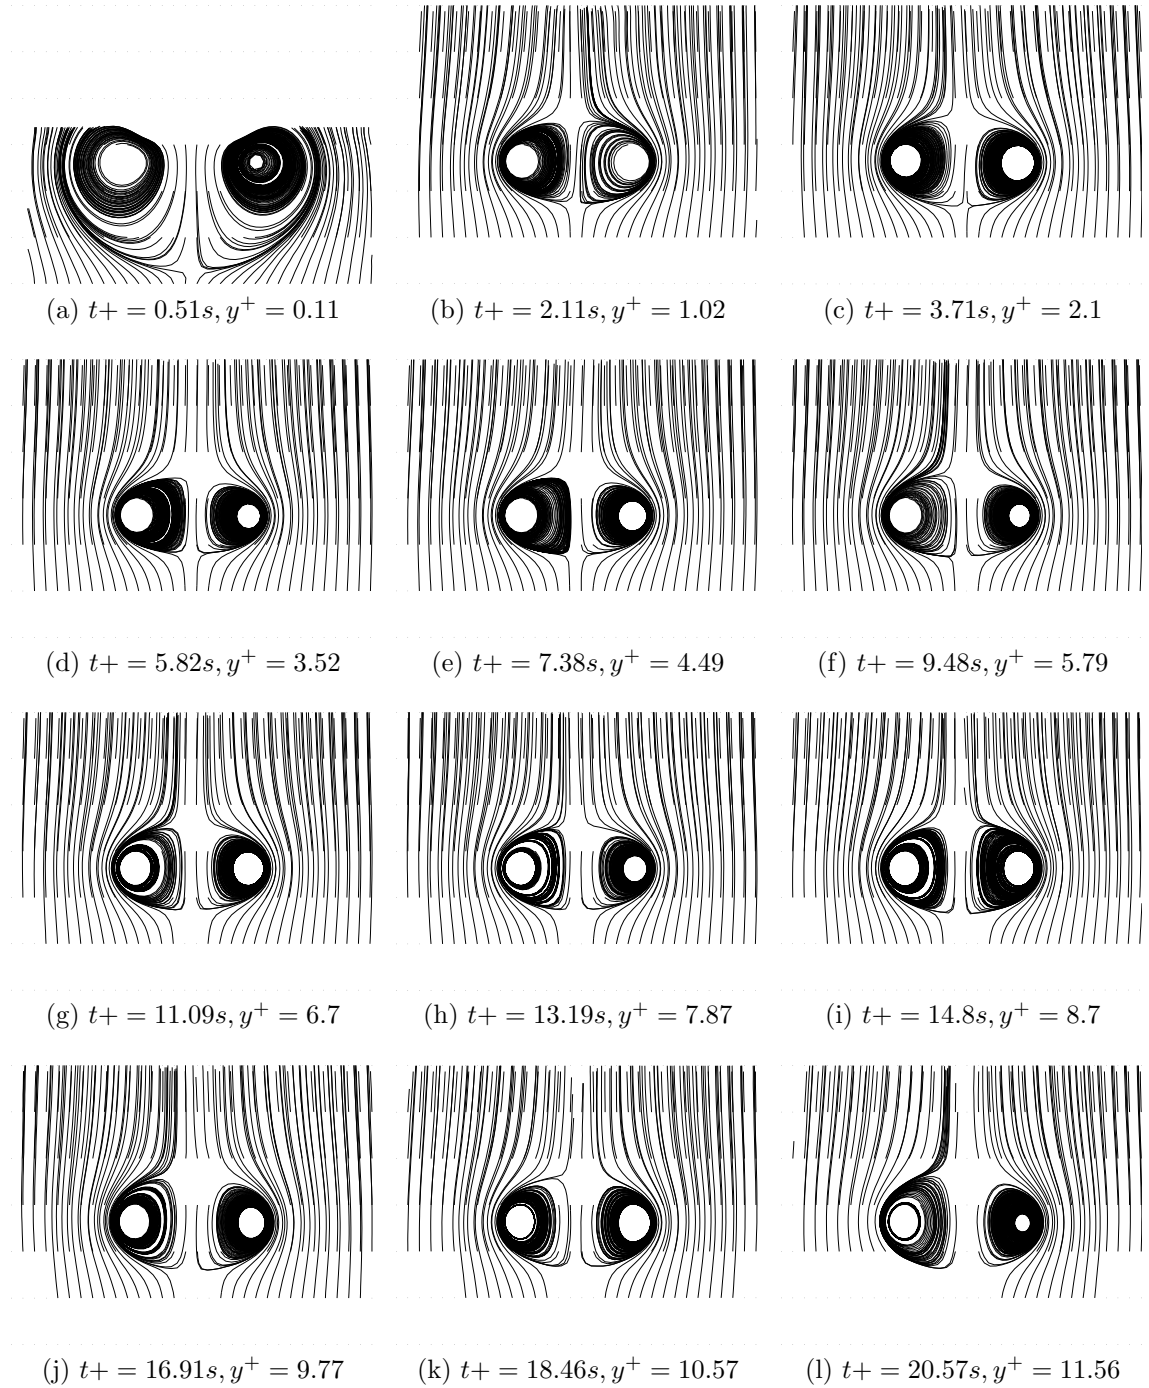 (a) t+ = 0.51s, y⁺ = 0.11
(b) t+ = 2.11s, y⁺ = 1.02
(c) t+ = 3.71s, y⁺ = 2.1
(d) t+ = 5.82s, y⁺ = 3.52
(e) t+ = 7.38s, y⁺ = 4.49
(f) t+ = 9.48s, y⁺ = 5.79
(g) t+ = 11.09s, y⁺ = 6.7
(h) t+ = 13.19s, y⁺ = 7.87
(i) t+ = 14.8s, y⁺ = 8.7
(j) t+ = 16.91s, y⁺ = 9.77
(k) t+ = 18.46s, y⁺ = 10.57
(l) t+ = 20.57s, y⁺ = 11.56